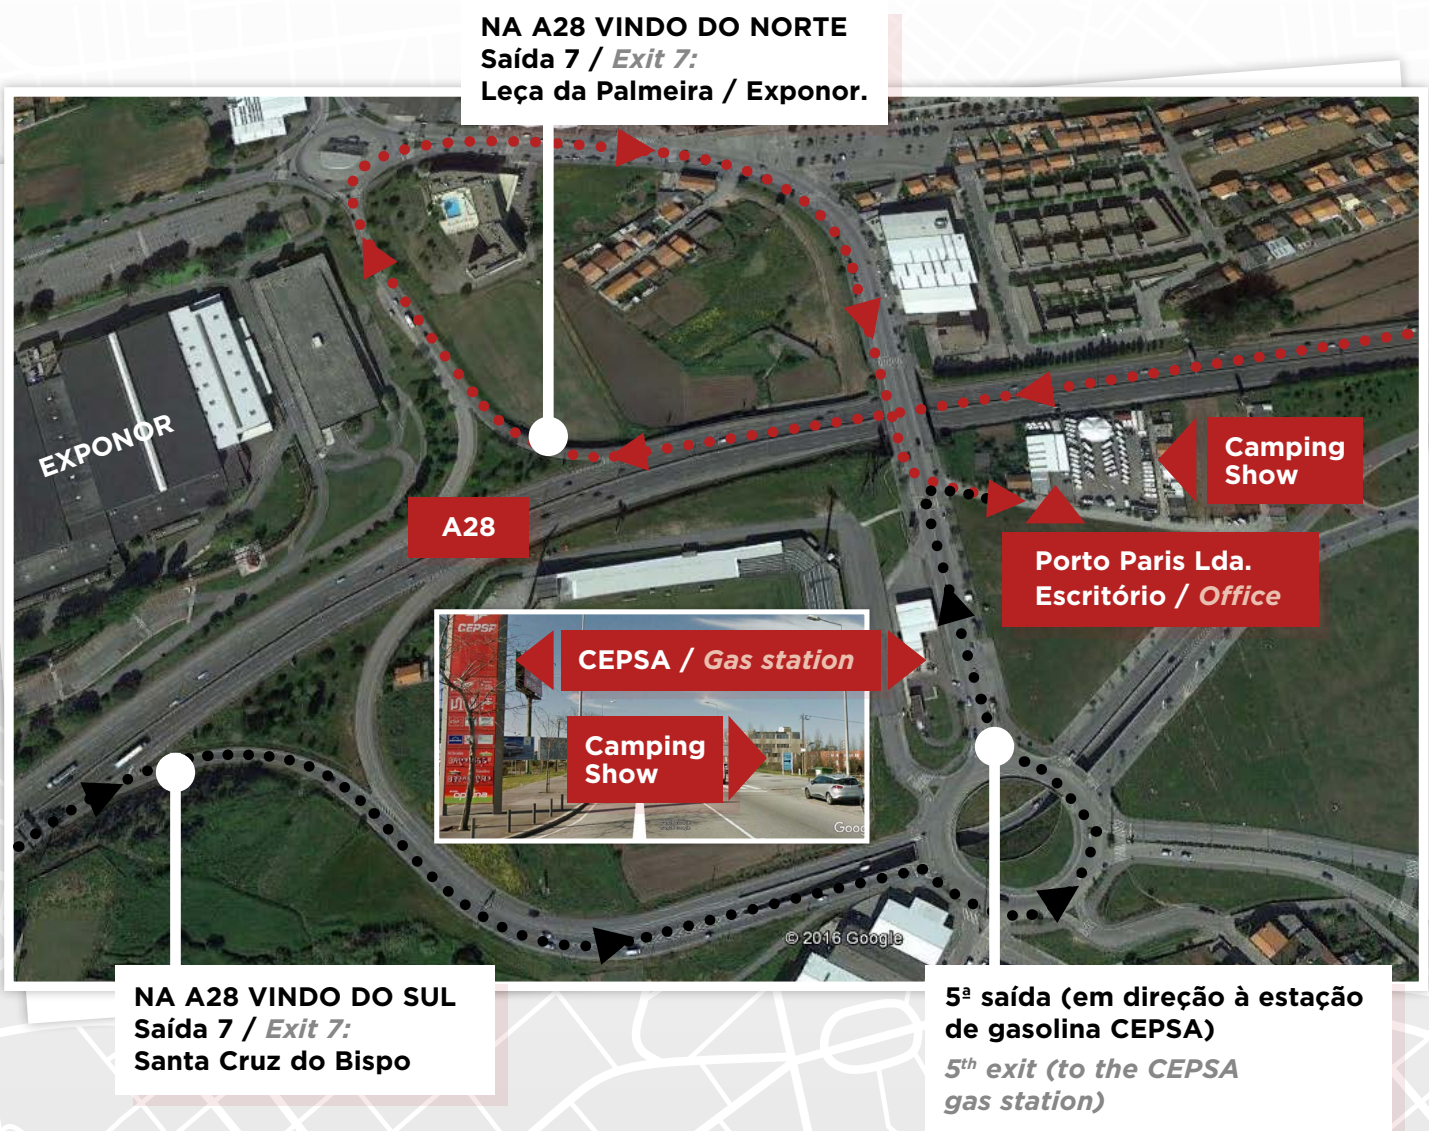 NA A28 VINDO DO NORTE
Saída 7 / Exit 7:
Leça da Palmeira / Exponor.
EXPONOR
A28
Camping
Show
Porto Paris Lda.
Escritório / Office
CEPSA
CEPSA / Gas station
Camping
Show
optima
© 2016 Google
NA A28 VINDO DO SUL
Saída 7 / Exit 7:
Santa Cruz do Bispo
5ª saída (em direção à estação
de gasolina CEPSA)
5th exit (to the CEPSA
gas station)